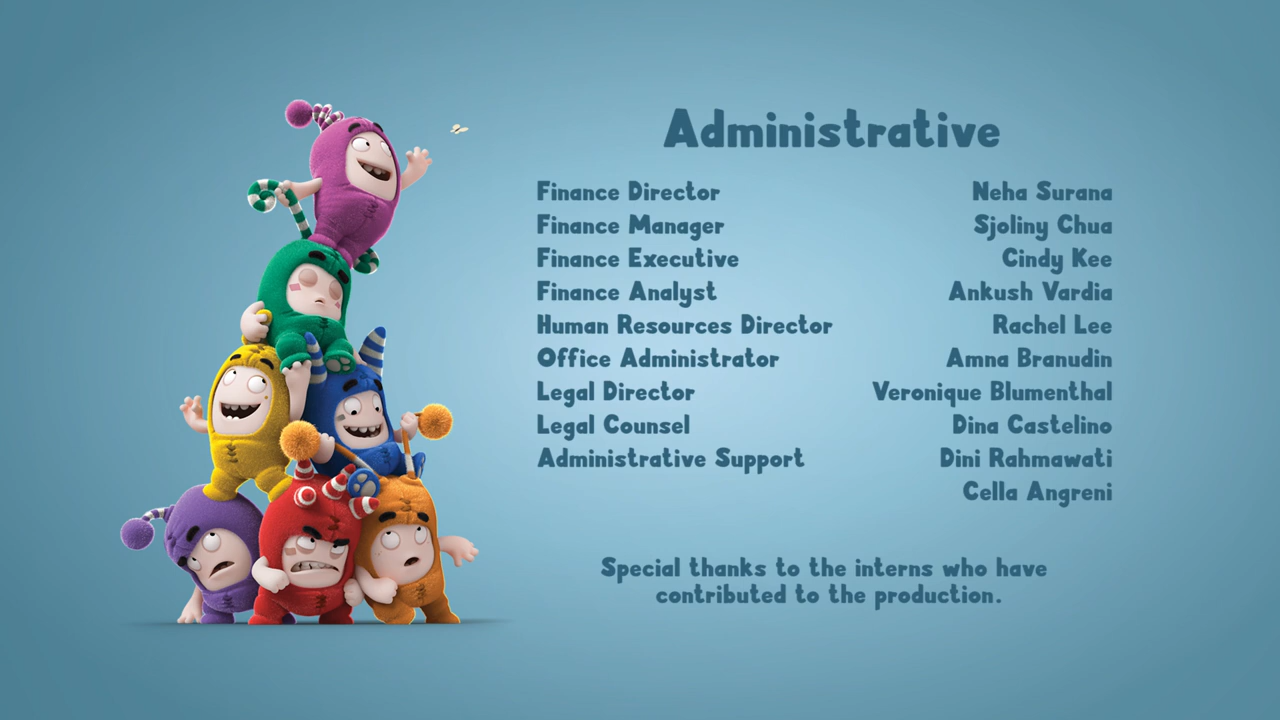 Administrative
Finance Director Neha Surana
Finance Manager Sjoliny Chua
Finance Executive Cindy Kee
Finance Analyst Ankush Vardia
Human Resources Director Rachel Lee
Office Administrator Amna Branudin
Legal Director Veronique Blumenthal
Legal Counsel Dina Castelino
Administrative Support Dini Rahmawati
Cella Angreni
Special thanks to the interns who have
contributed to the production.